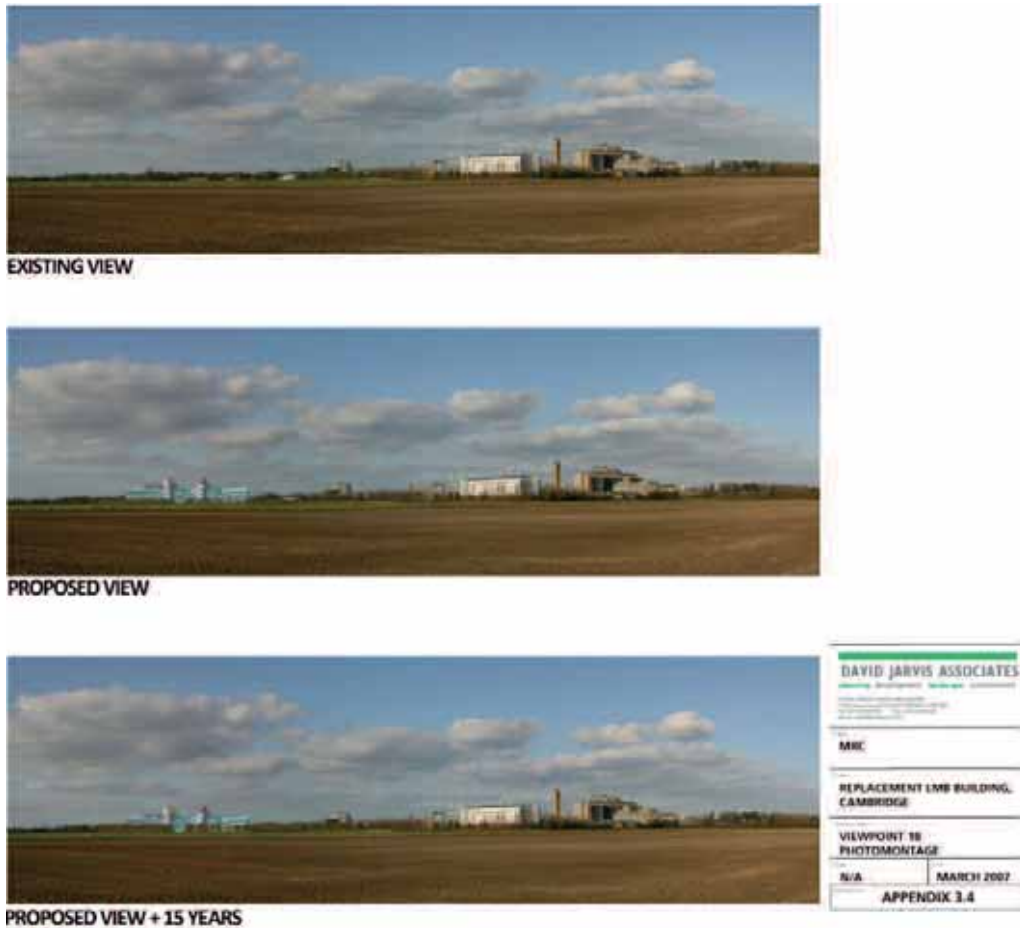 EXISTING VIEW
PROPOSED VIEW
PROPOSED VIEW + 15 YEARS
DAVID JARVIS ASSOCIATES
MRC
REPLACEMENT LMB BUILDING,
CAMBRIDGE
VIEWPOINT
PHOTOMONTAGE
N/A
MARCH 2007
APPENDIX 3.4